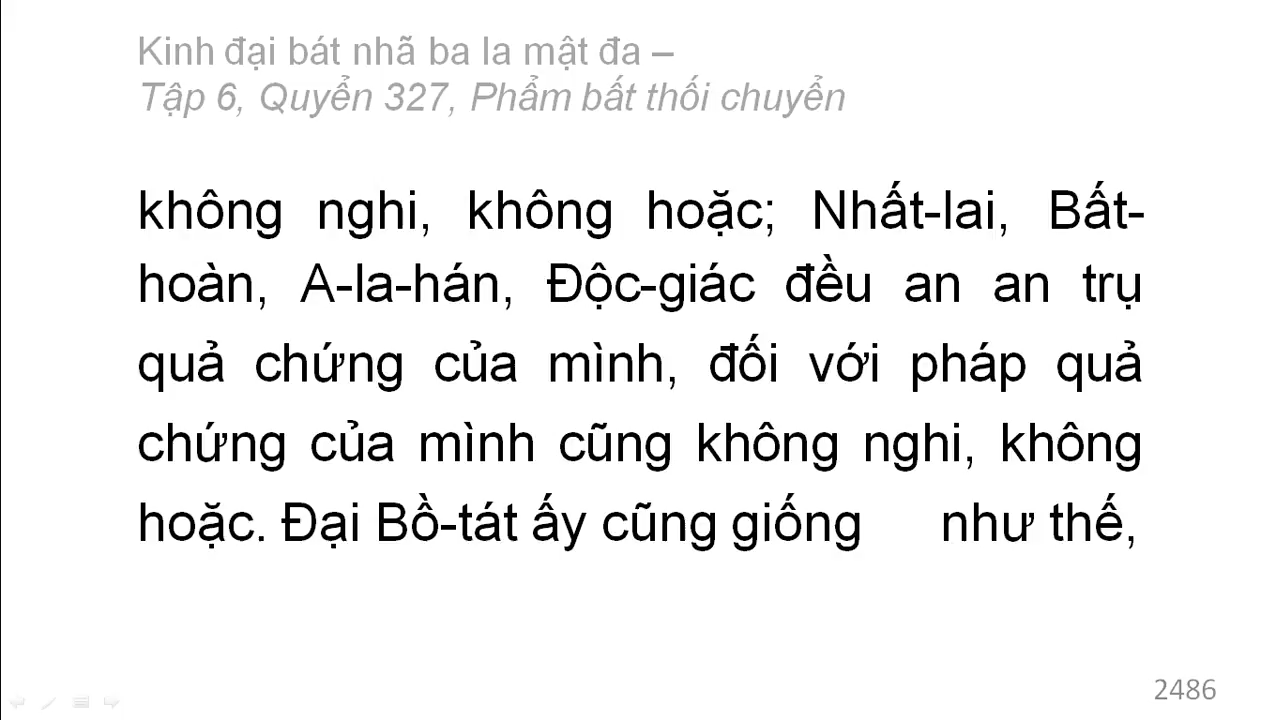 Kinh đại bát nhã ba la mật đa –
Tập 6, Quyển 327, Phẩm bất thối chuyển
không nghi, không hoặc; Nhất-lai, Bất-
hoàn, A-la-hán, Độc-giác đều an an trụ
quả chứng của mình, đối với pháp quả
chứng của mình cũng không nghi, không
hoặc. Đại Bồ-tát ấy cũng giống như thế,
2486